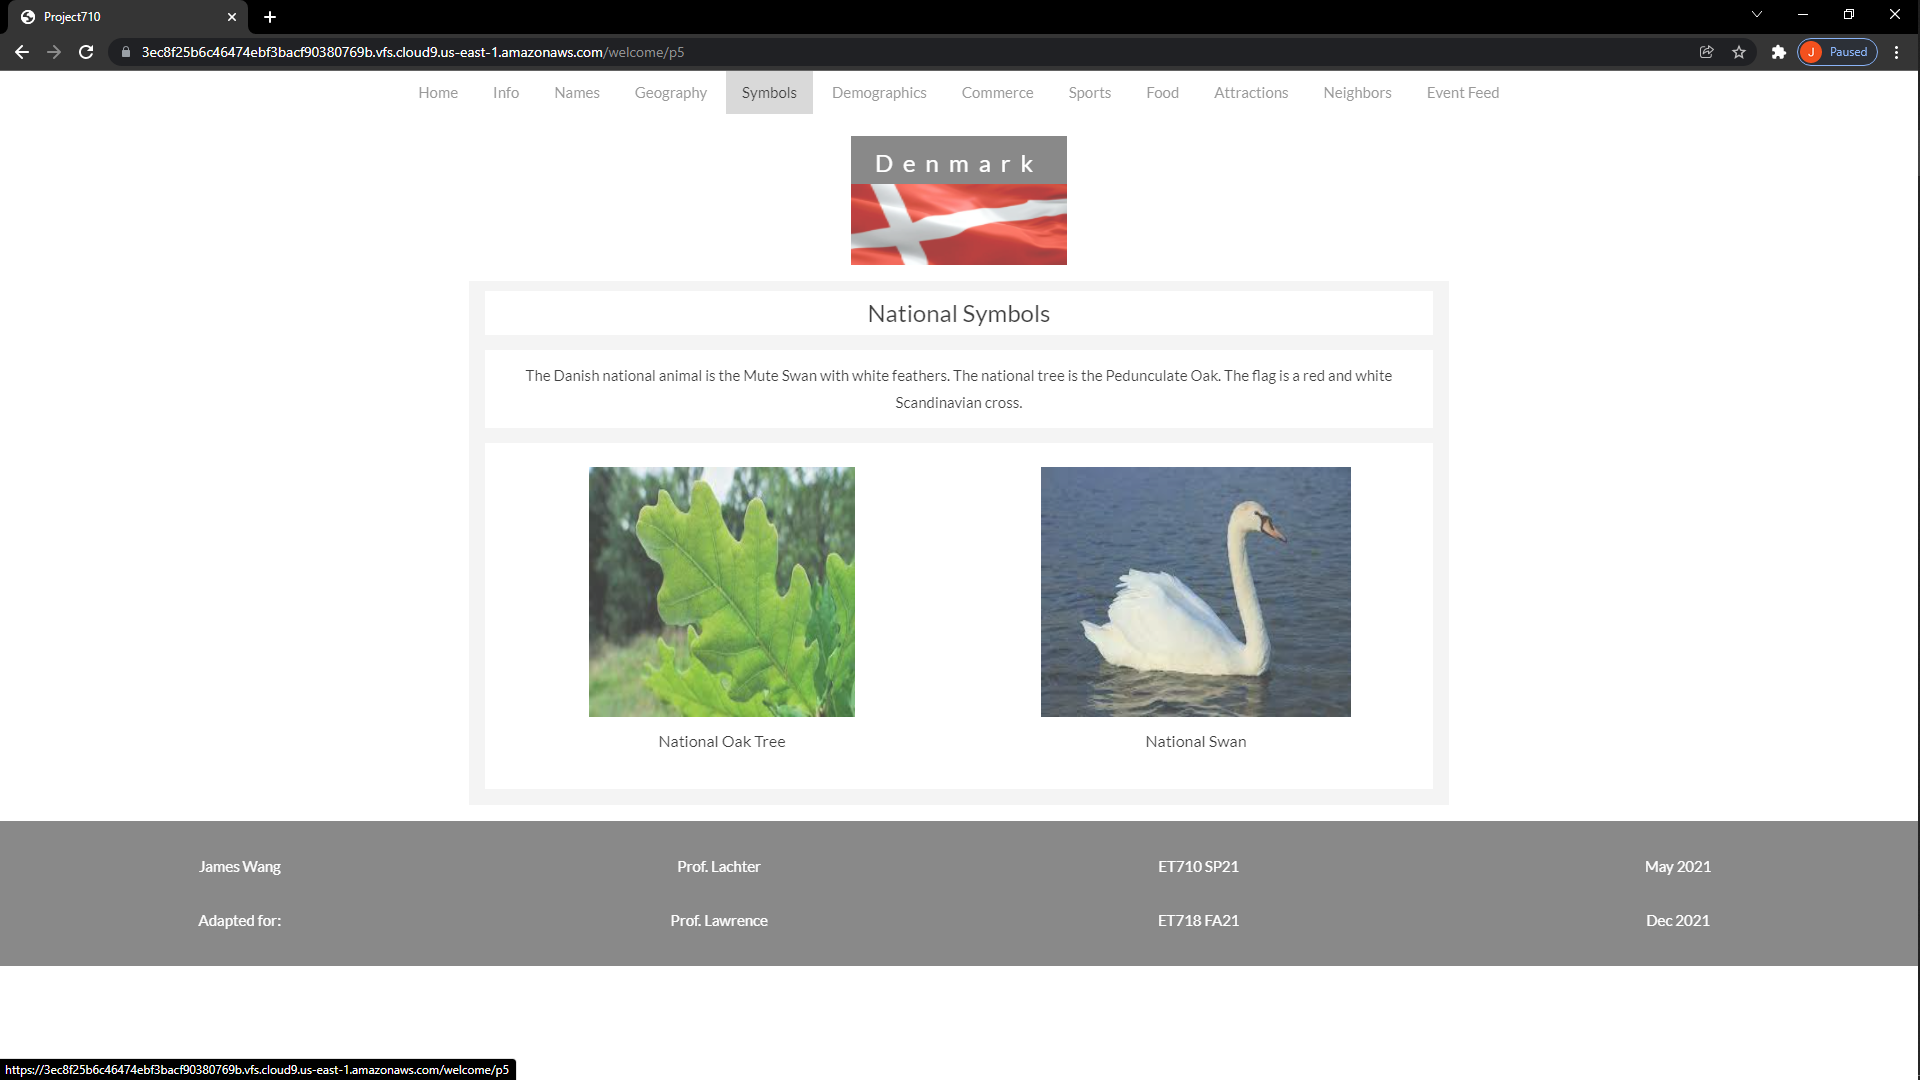 Project710
3ec8f25b6c46474ebf3bacf90380769b.vfs.cloud9.us-east-1.amazonaws.com/welcome/p5
J Paused
Home Info Names Geography Symbols Demographics Commerce Sports Food Attractions Neighbors Event Feed
Denmark
National Symbols
The Danish national animal is the Mute Swan with white feathers. The national tree is the Pedunculate Oak. The flag is a red and white
Scandinavian cross.
National Oak Tree National Swan
James Wang Prof. Lachter ET710 SP21 May 2021
Adapted for: Prof. Lawrence ET718 FA21 Dec 2021
https://3ec8f25b6c46474ebf3bacf90380769b.vfs.cloud9.us-east-1.amazonaws.com/welcome/p5